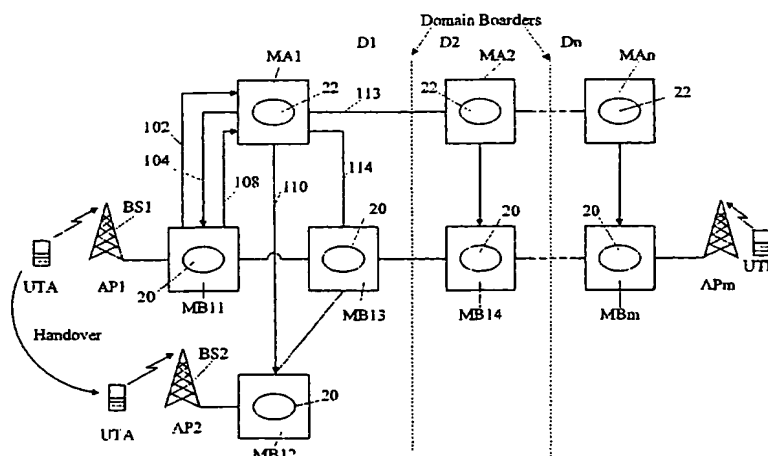 Domain Boarders
D1
D2
Dn
MA1
MA2
MAn
22
113
22
22
102
104
108
110
114
BS1
20
20
20
20
UTA
AP1
20
MB11
MB13
MB14
MBm
APm
Handover
BS2
20
UTA
AP2
MB12